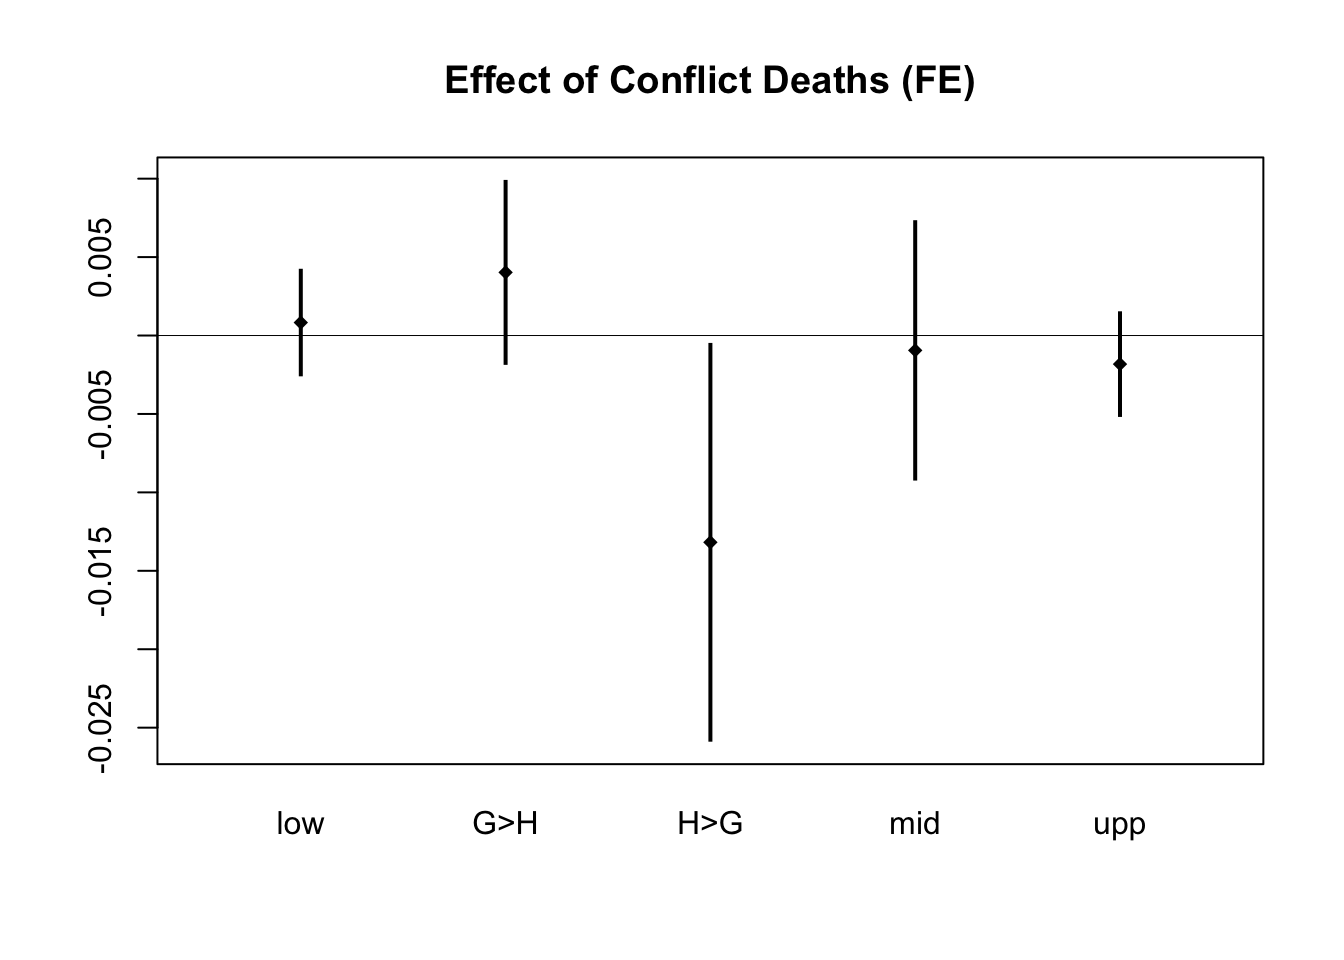 Effect of Conflict Deaths (FE)
0.005
-0.005
-0.015
-0.025
low G>H H>G mid upp